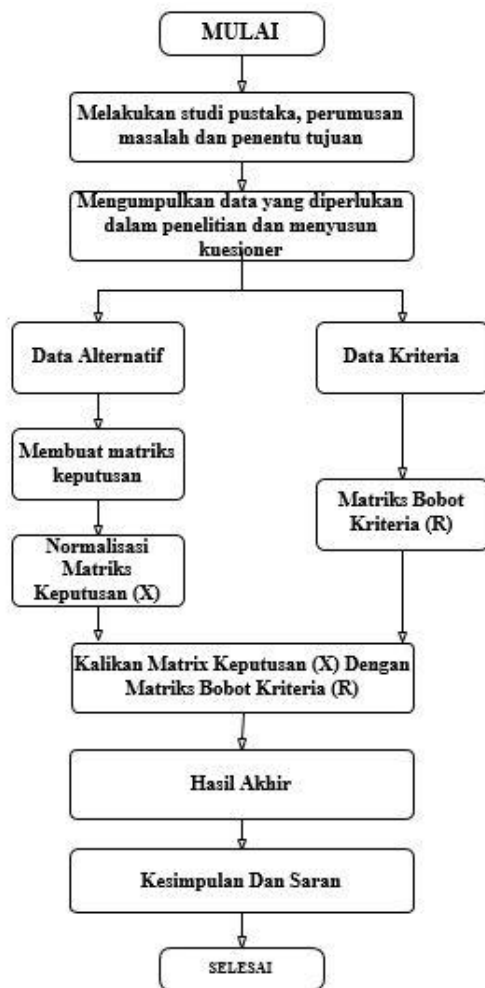 MULAI
Melakukan studi pustaka, perumusan
masalah dan penentu tujuan
Mengumpulkan data yang diperlukan
dalam penelitian dan menyusun
kuesioner
Data Alternatif
Data Kriteria
Membuat matriks
keputusan
Matriks Bobot
Kriteria (R)
Normalisasi
Matriks
Keputusan (X)
Kalikan Matrix Keputusan (X) Dengan
Matriks Bobot Kriteria (R)
Hasil Akhir
Kesimpulan Dan Saran
SELESAI